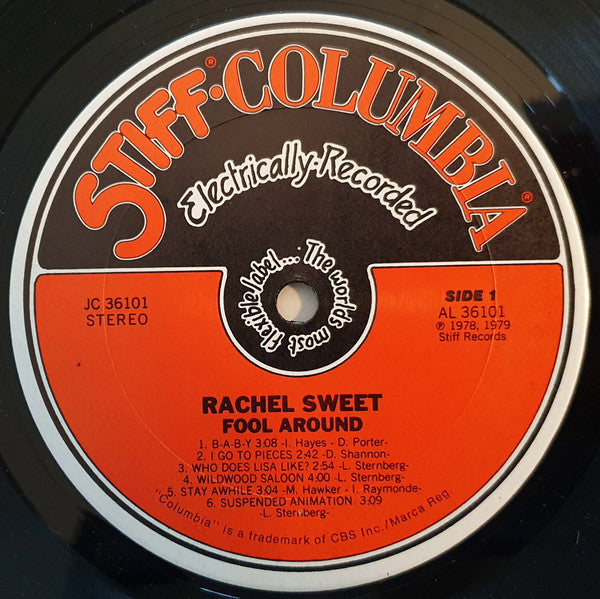 STIFF®·COLUMBIA®
Electrically-Recorded
The worlds most flexible label...
JC 36101
STEREO
SIDE 1
AL 36101
℗ 1978, 1979
Stiff Records
RACHEL SWEET
FOOL AROUND
1. B-A-B-Y 3:08 -I. Hayes - D. Porter-
2. I GO TO PIECES 2:42 -D. Shannon-
3. WHO DOES LISA LIKE? 2:54 -L. Sternberg-
4. WILDWOOD SALOON 4:00 -L. Sternberg-
5. STAY AWHILE 3:04 -M. Hawker - I. Raymonde-
6. SUSPENDED ANIMATION 3:09
-L. Sternberg-
"Columbia" is a trademark of CBS Inc./Marca Reg.